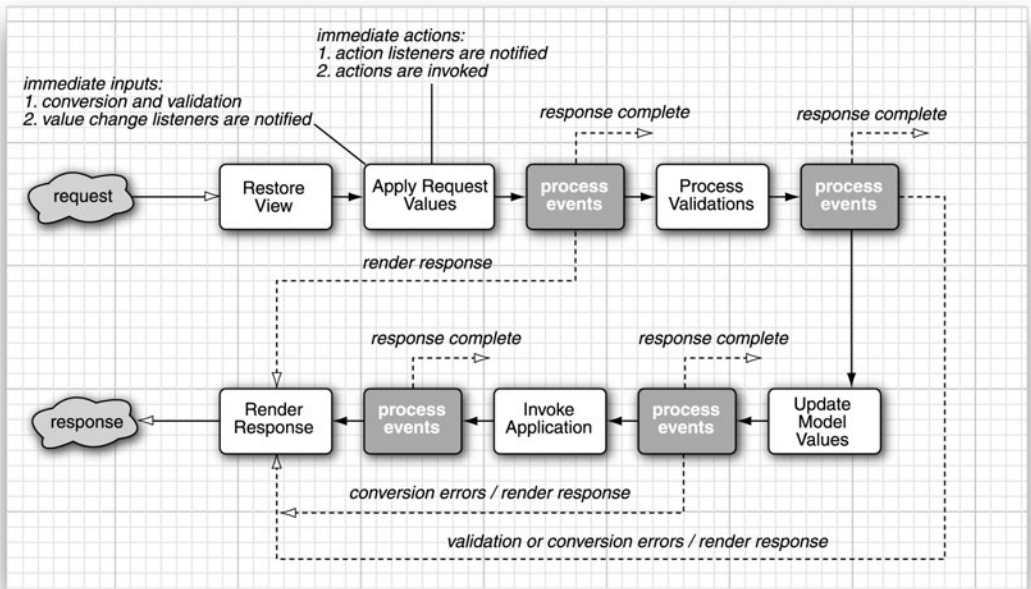 immediate actions:
1. action listeners are notified
2. actions are invoked
immediate inputs:
1. conversion and validation
2. value change listeners are notified
response complete
response complete
request
Restore
View
Apply Request
Values
process
events
Process
Validations
process
events
render response
response complete
response complete
response
Render
Response
process
events
Invoke
Application
process
events
Update
Model
Values
conversion errors / render response
validation or conversion errors / render response